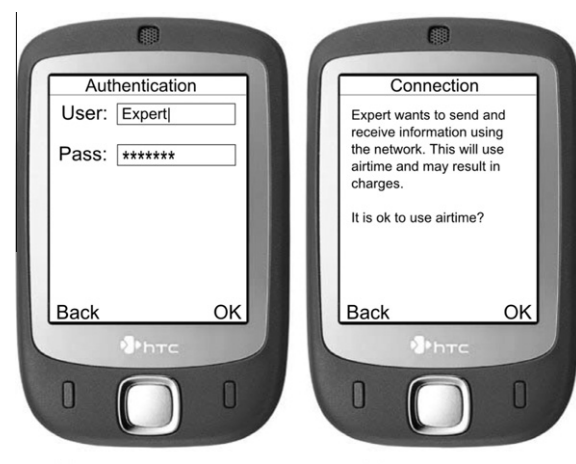 Authentication
User: Expert|
Pass: *******
Back OK
htc
Connection
Expert wants to send and
receive information using
the network. This will use
airtime and may result in
charges.
It is ok to use airtime?
Back OK
htc